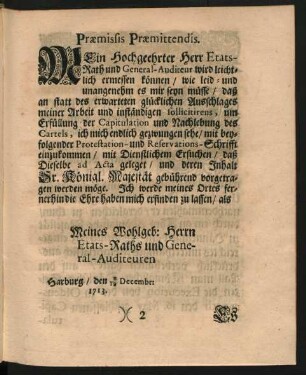 Præmissis Præmittendis.
MEin Hochgeehrter Herr Etats-
Rath und General-Auditeur wird leicht-
lich ermessen können / wie leid- und
unangenehm es mir seyn müsse / daß
an statt des erwarteten glücklichen Ausschlages
meiner Arbeit und inständigen sollicitireus, um
Erfüllung der Capitulation und Nachlebung des
Cartels, ich mich endlich gezwungen sehe / mit bey-
folgender Protestation- und Reservations-Schrifft
einzukommen / mit Dienstlichem Ersuchen / daß
Dieselbe ad Acta geleget / und deren Inhalt
Sr. Königl. Majestät gebührend vorgetra-
gen werden möge. Ich werde meines Ortes fer-
nerhin die Ehre haben mich erfinden zu lassen / als
Meines Wohlgeb: Herrn
Etats-Raths und Gene-
ral-Auditeuren
Harburg / den Decembr:
1713.
)( 2 Es